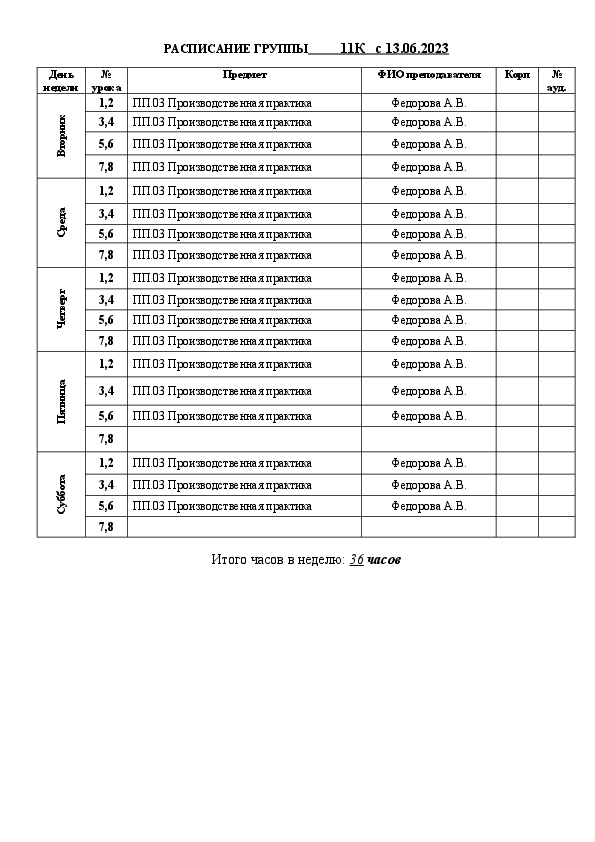 РАСПИСАНИЕ ГРУППЫ_____11К с 13.06.2023
День недели № урока Предмет ФИО преподавателя Корп № ауд.
Вторник
1,2 ПП.03 Производственная практика Федорова А.В.
3,4 ПП.03 Производственная практика Федорова А.В.
5,6 ПП.03 Производственная практика Федорова А.В.
7,8 ПП.03 Производственная практика Федорова А.В.
Среда
1,2 ПП.03 Производственная практика Федорова А.В.
3,4 ПП.03 Производственная практика Федорова А.В.
5,6 ПП.03 Производственная практика Федорова А.В.
7,8 ПП.03 Производственная практика Федорова А.В.
Четверг
1,2 ПП.03 Производственная практика Федорова А.В.
3,4 ПП.03 Производственная практика Федорова А.В.
5,6 ПП.03 Производственная практика Федорова А.В.
7,8 ПП.03 Производственная практика Федорова А.В.
Пятница
1,2 ПП.03 Производственная практика Федорова А.В.
3,4 ПП.03 Производственная практика Федорова А.В.
5,6 ПП.03 Производственная практика Федорова А.В.
7,8
Суббота
1,2 ПП.03 Производственная практика Федорова А.В.
3,4 ПП.03 Производственная практика Федорова А.В.
5,6 ПП.03 Производственная практика Федорова А.В.
7,8
Итого часов в неделю: 36 часов